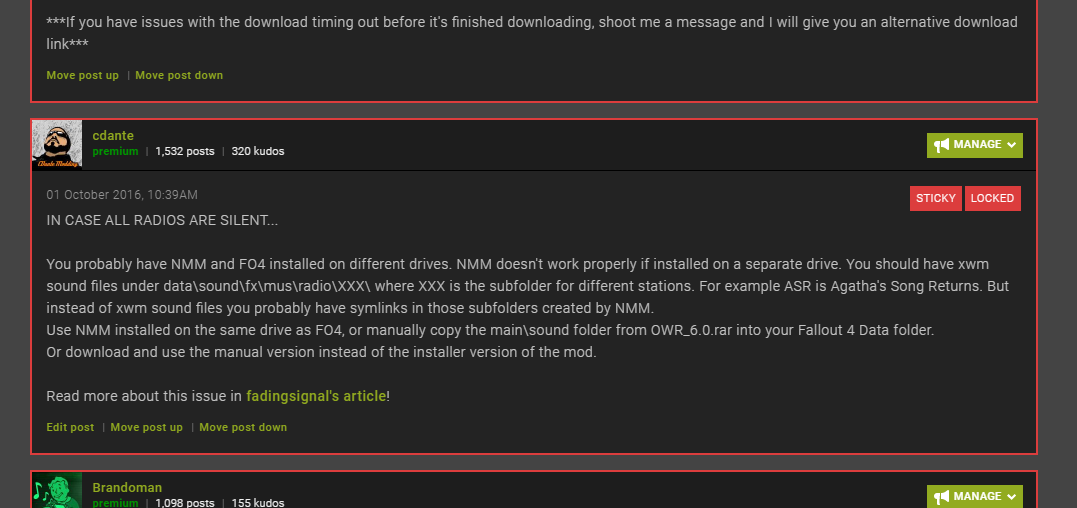 ***If you have issues with the download timing out before it's finished downloading, shoot me a message and I will give you an alternative download
link***
Move post up | Move post down
cdante
premium | 1,532 posts | 320 kudos
MANAGE
01 October 2016, 10:39AM
STICKY LOCKED
IN CASE ALL RADIOS ARE SILENT...
You probably have NMM and FO4 installed on different drives. NMM doesn't work properly if installed on a separate drive. You should have xwm
sound files under data\sound\fx\mus\radio\XXX\ where XXX is the subfolder for different stations. For example ASR is Agatha's Song Returns. But
instead of xwm sound files you probably have symlinks in those subfolders created by NMM.
Use NMM installed on the same drive as FO4, or manually copy the main\sound folder from OWR_6.0.rar into your Fallout 4 Data folder.
Or download and use the manual version instead of the installer version of the mod.
Read more about this issue in fadingsignal's article!
Edit post | Move post up | Move post down
Brandoman
premium | 1,098 posts | 155 kudos
MANAGE